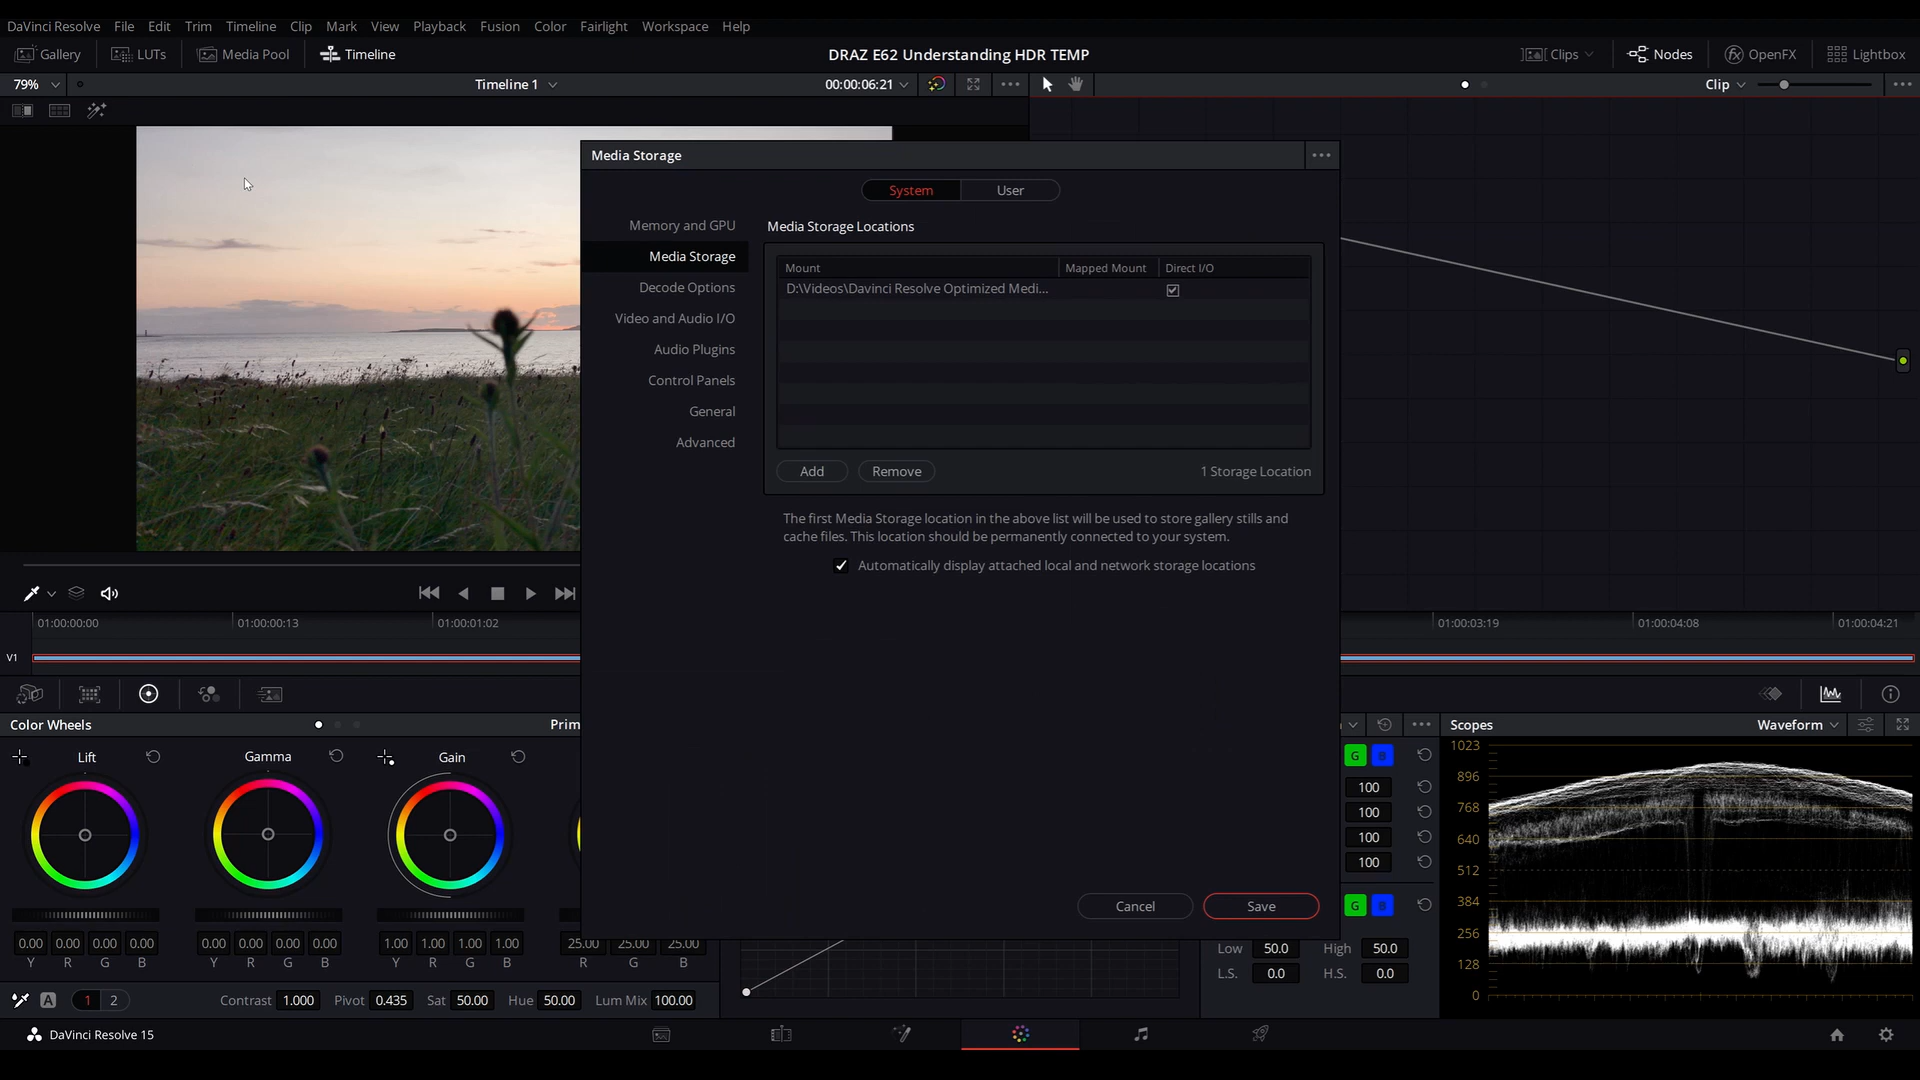 DaVinci Resolve File Edit Trim Timeline Clip Mark View Playback Fusion Color Fairlight Workspace Help
Gallery LUTs Media Pool Timeline DRAZ E62 Understanding HDR TEMP Clips Nodes OpenFX Lightbox
79% Timeline 1 00:00:06:21 Clip
Media Storage
System User
Memory and GPU
Media Storage
Decode Options
Video and Audio I/O
Audio Plugins
Control Panels
General
Advanced
Media Storage Locations
Mount Mapped Mount Direct I/O
D:\Videos\Davinci Resolve Optimized Medi...
Add Remove 1 Storage Location
The first Media Storage location in the above list will be used to store gallery stills and
cache files. This location should be permanently connected to your system.
Automatically display attached local and network storage locations
Cancel Save
01:00:00:00 01:00:00:13 01:00:01:02 01:00:03:19 01:00:04:08 01:00:04:21
V1
Color Wheels Prim
Lift Gamma Gain
0.00 0.00 0.00 0.00 0.00 0.00 0.00 0.00 1.00 1.00 1.00 1.00 25.00 25.00 25.00
Y R G B Y R G B Y R G B R G B
A 1 2 Contrast 1.000 Pivot 0.435 Sat 50.00 Hue 50.00 Lum Mix 100.00
G B
100
100
100
100
G B
Low 50.0 High 50.0
L.S. 0.0 H.S. 0.0
Scopes Waveform
1023
896
768
640
512
384
256
128
0
DaVinci Resolve 15